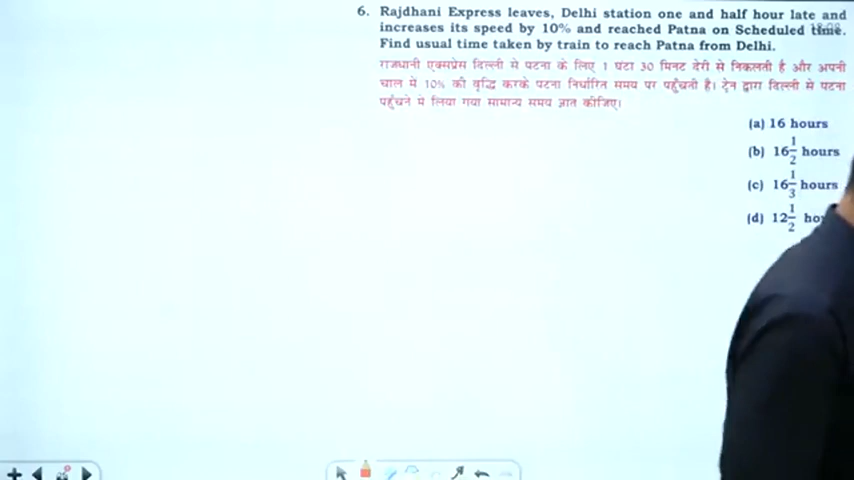 6. Rajdhani Express leaves, Delhi station one and half hour late and
increases its speed by 10% and reached Patna on Scheduled time.
Find usual time taken by train to reach Patna from Delhi.
राजधानी एक्सप्रेस दिल्ली से पटना के लिए 1 घंटा 30 मिनट देरी से निकलती है और अपनी
चाल में 10% की वृद्धि करके पटना निर्धारित समय पर पहुँचती है। ट्रेन द्वारा दिल्ली से पटना
पहुँचने में लिया गया सामान्य समय ज्ञात कीजिए।
(a) 16 hours
(b) 16 1/2 hours
(c) 16 1/3 hours
(d) 12 1/2